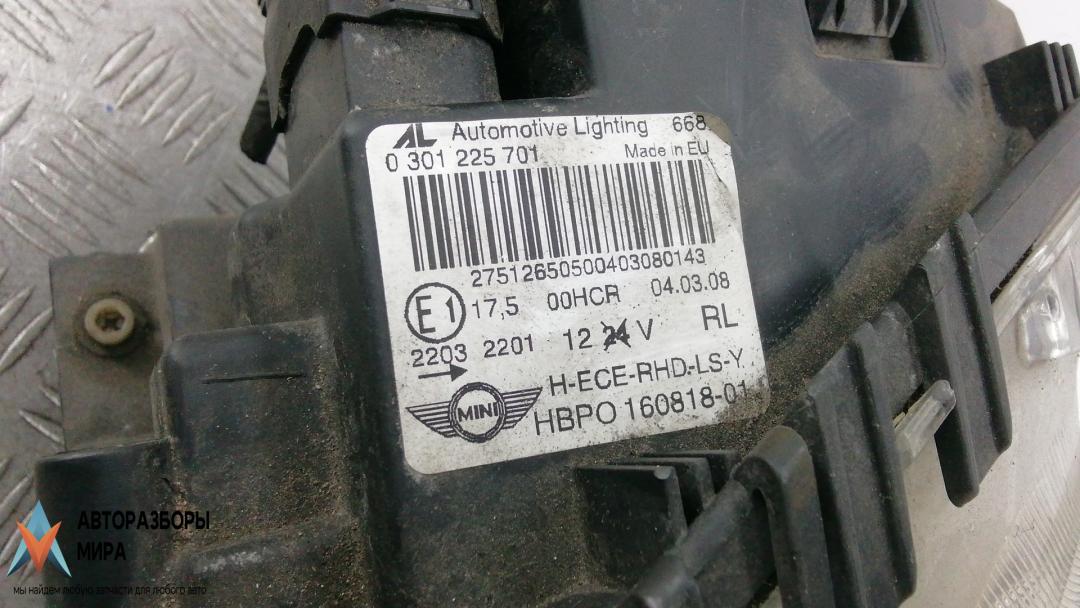 AL Automotive Lighting 668
0 301 225 701 Made in EU
27512650500403080143
E1 17,5 00HCR 04.03.08
2203 2201 12 24 V RL
MINI H-ECE-RHD-LS-Y
HBPO 160818-01
АВТОРАЗБОРЫ
МИРА
мы найдем любую запчасти для любого авто